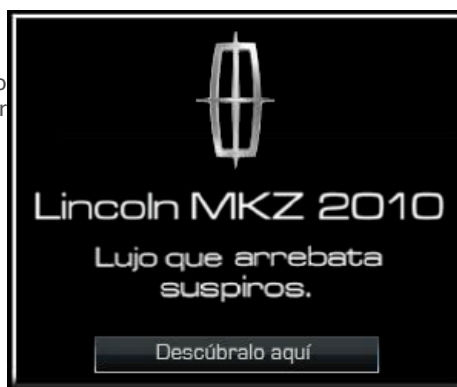 Lincoln MKZ 2010
Lujo que arrebata
suspiros.
Descúbralo aquí